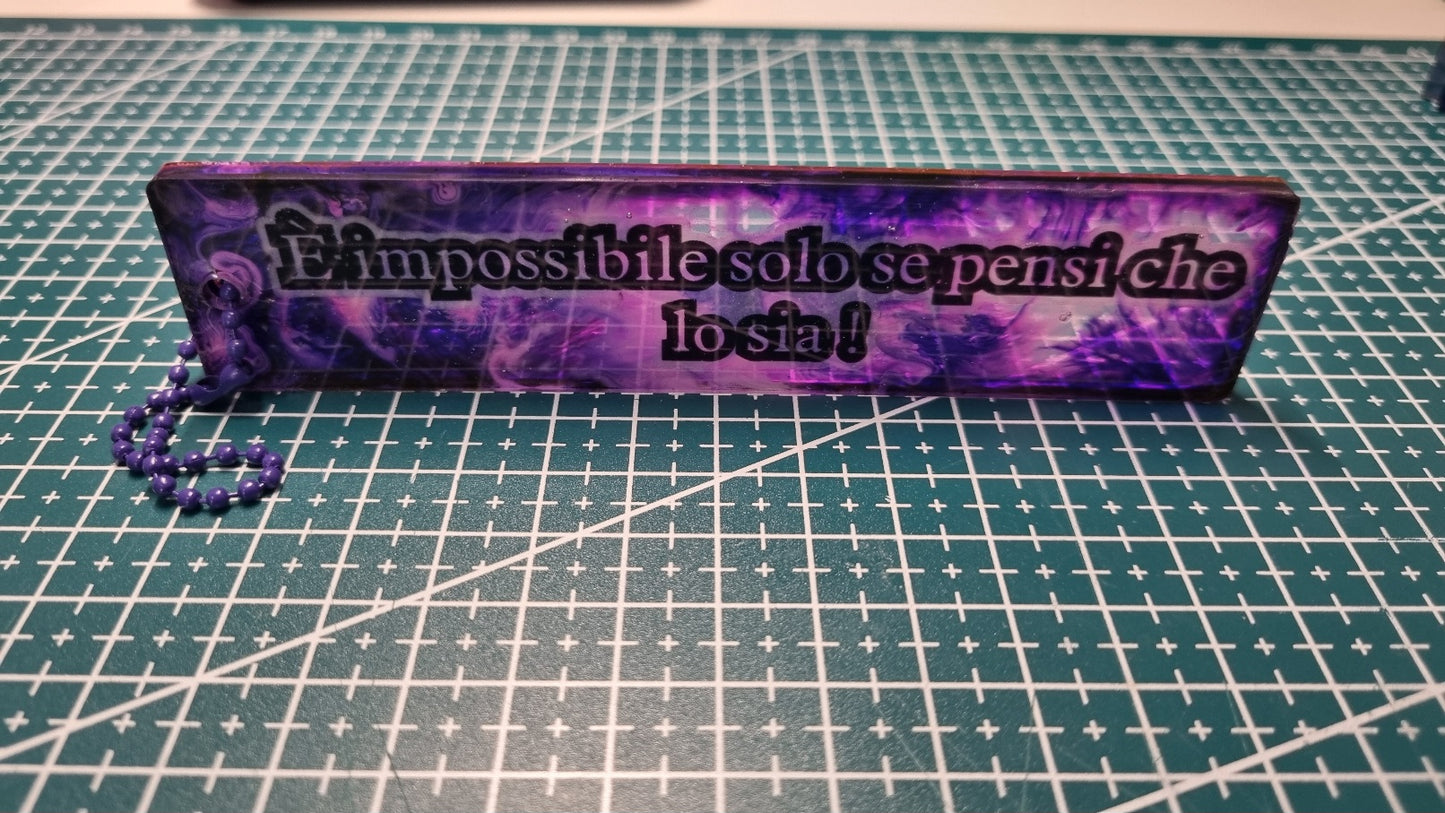 È impossibile solo se pensi che
lo sia !